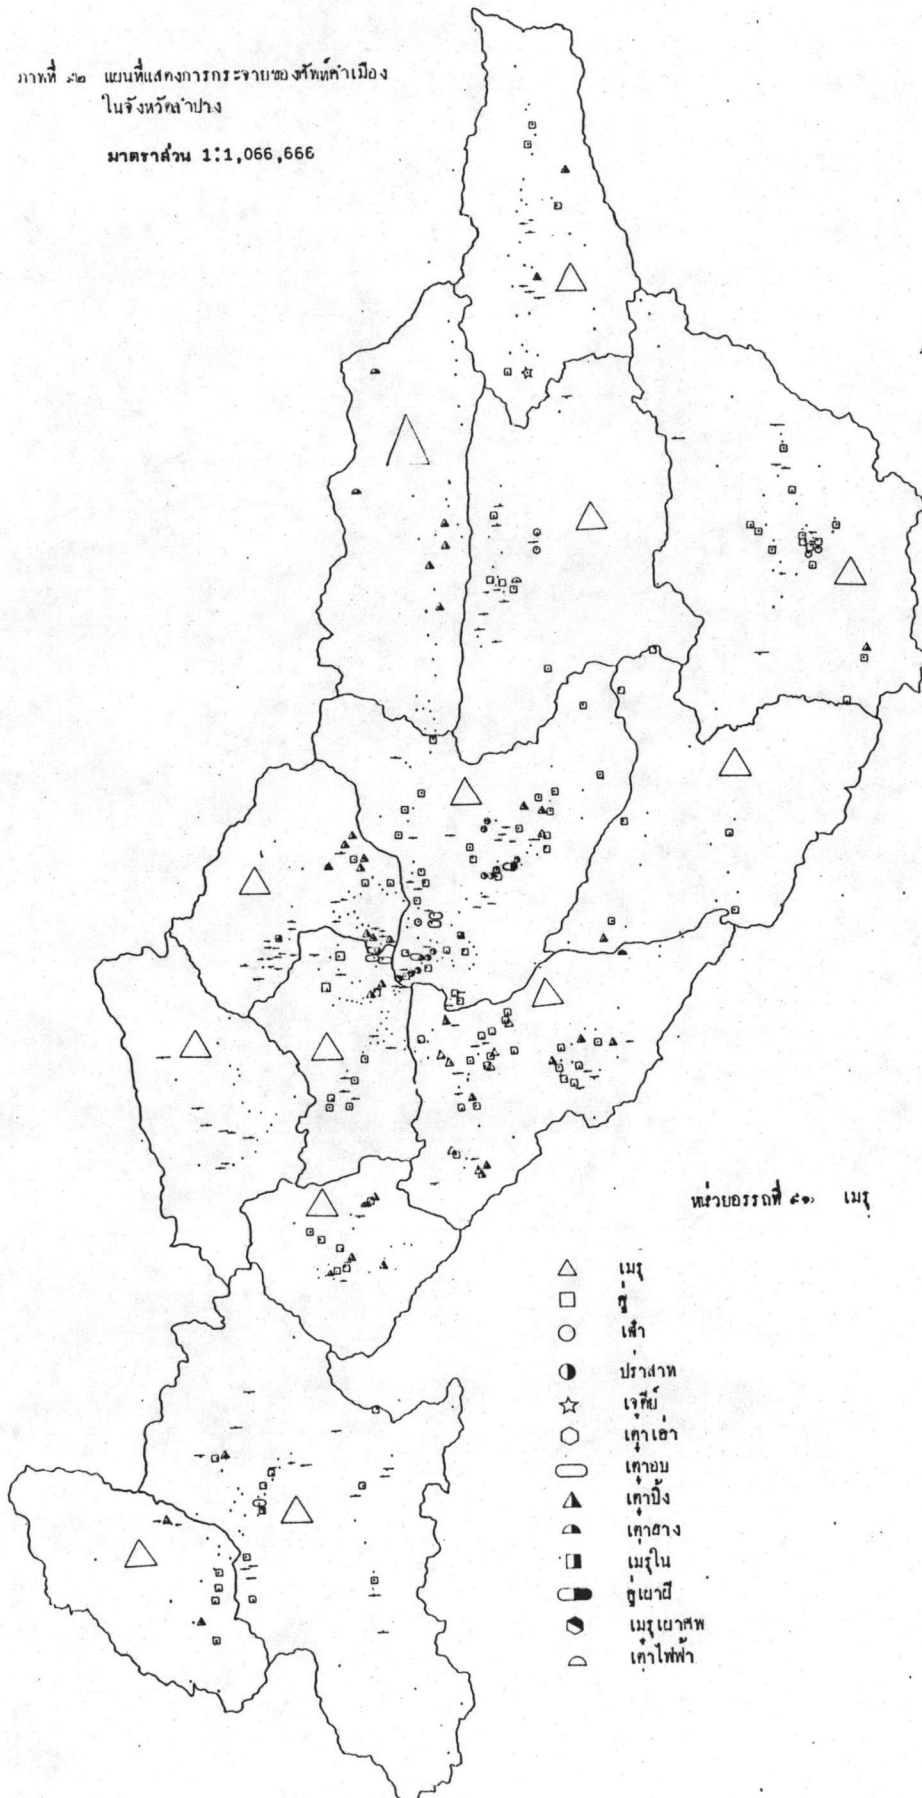 ภาพที่ ๙๒ แผนที่แสดงการกระจายของศัพท์คำเมือง
ในจังหวัดลำปาง
มาตราส่วน 1:1,066,666
หน่วยอรรถที่ ๙๑ เมรุ
เมรุ
ตู้
เส้า
ปราสาท
เจดีย์
เตาเผ่า
เตาอบ
เตาปิ้ง
เตาฮาง
เมรุใน
ตู้เผาผี
เมรุเผาศพ
เตาไฟฟ้า